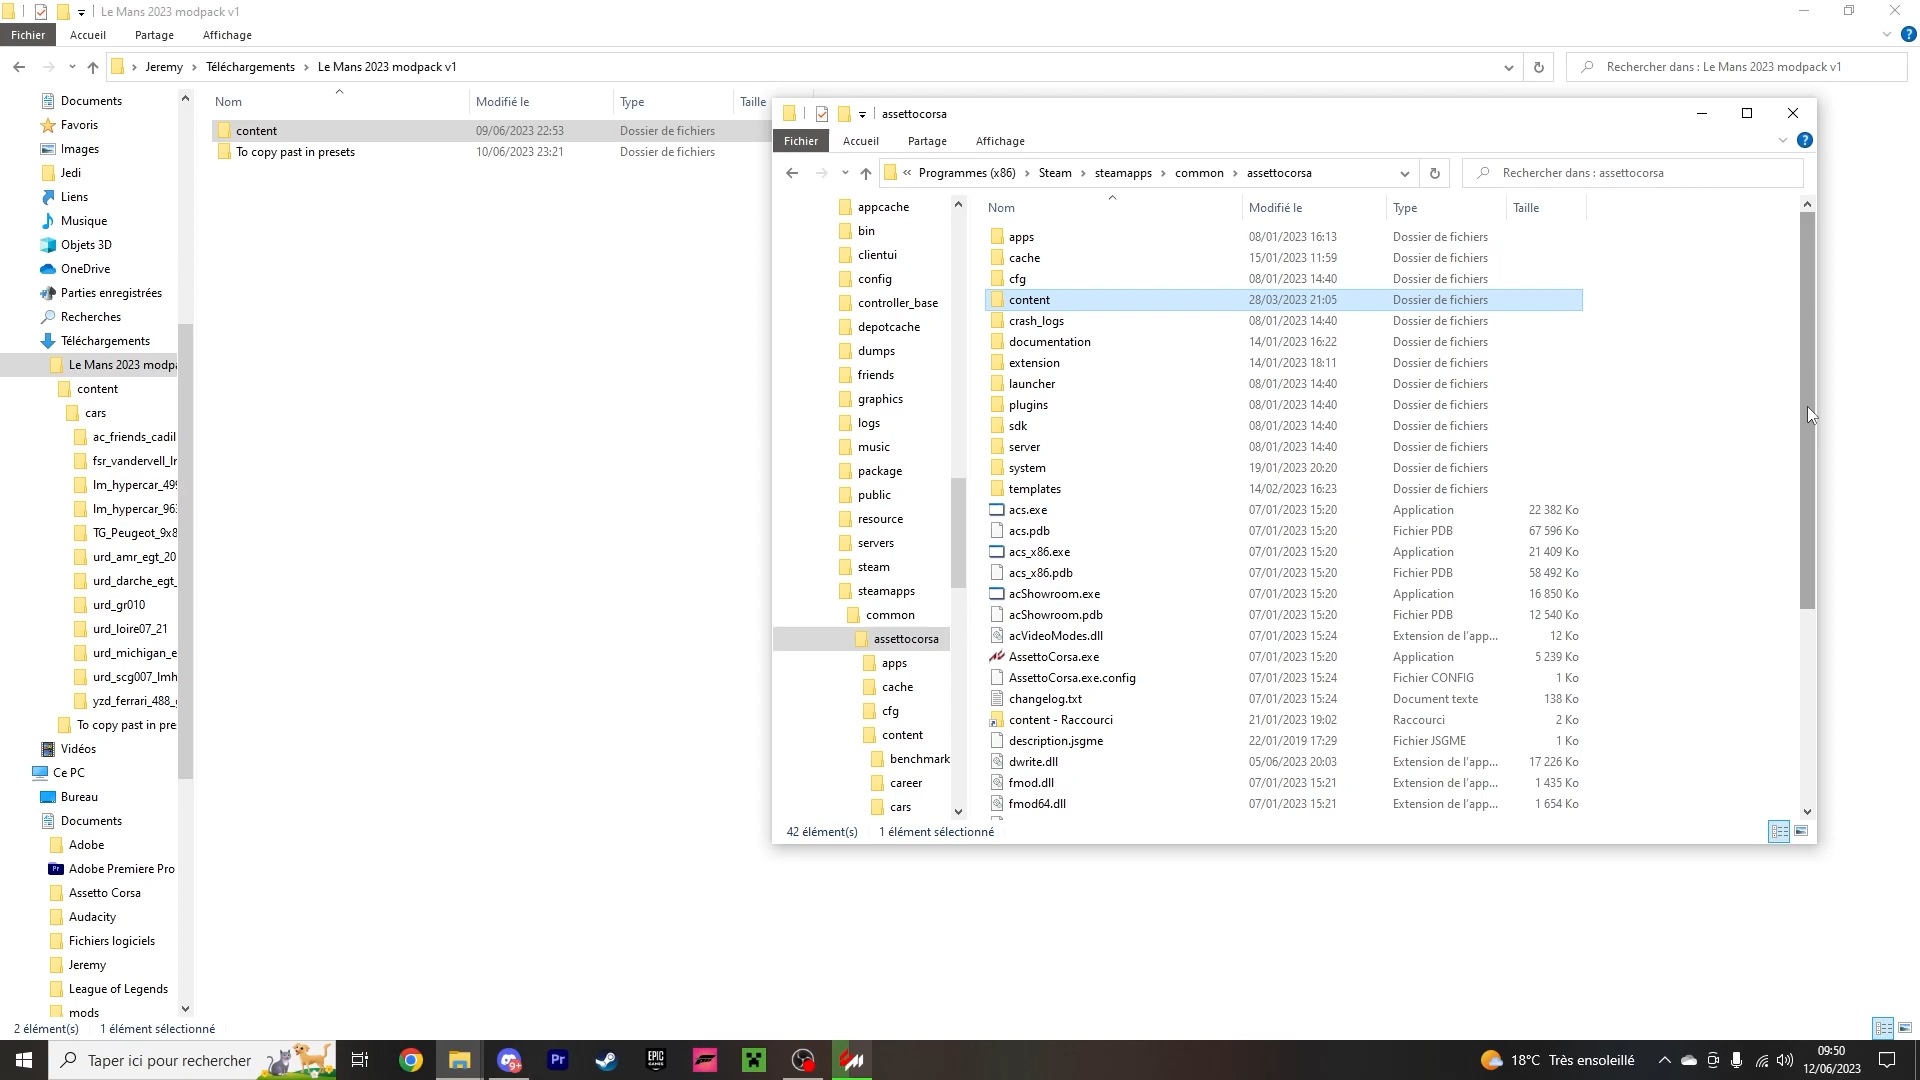 Le Mans 2023 modpack v1
Fichier Accueil Partage Affichage
Jeremy › Téléchargements › Le Mans 2023 modpack v1
Rechercher dans : Le Mans 2023 modpack v1
Documents
Favoris
Images
Jedi
Liens
Musique
Objets 3D
OneDrive
Parties enregistrées
Recherches
Téléchargements
Le Mans 2023 modpa
content
cars
ac_friends_cadil
fsr_vandervell_lr
lm_hypercar_499
lm_hypercar_963
TG_Peugeot_9x8
urd_amr_egt_20
urd_darche_egt_
urd_gr010
urd_loire07_21
urd_michigan_e
urd_scg007_lmh
yzd_ferrari_488_
To copy past in pre
Vidéos
Ce PC
Bureau
Documents
Adobe
Adobe Premiere Pro
Assetto Corsa
Audacity
Fichiers logiciels
Jeremy
League of Legends
mods
Nom Modifié le Type Taille
content 09/06/2023 22:53 Dossier de fichiers
To copy past in presets 10/06/2023 23:21 Dossier de fichiers
2 élément(s) 1 élément sélectionné
assettocorsa
Fichier Accueil Partage Affichage
« Programmes (x86) › Steam › steamapps › common › assettocorsa
Rechercher dans : assettocorsa
appcache
bin
clientui
config
controller_base
depotcache
dumps
friends
graphics
logs
music
package
public
resource
servers
steam
steamapps
common
assettocorsa
apps
cache
cfg
content
benchmark
career
cars
Nom Modifié le Type Taille
apps 08/01/2023 16:13 Dossier de fichiers
cache 15/01/2023 11:59 Dossier de fichiers
cfg 08/01/2023 14:40 Dossier de fichiers
content 28/03/2023 21:05 Dossier de fichiers
crash_logs 08/01/2023 14:40 Dossier de fichiers
documentation 14/01/2023 16:22 Dossier de fichiers
extension 14/01/2023 18:11 Dossier de fichiers
launcher 08/01/2023 14:40 Dossier de fichiers
plugins 08/01/2023 14:40 Dossier de fichiers
sdk 08/01/2023 14:40 Dossier de fichiers
server 08/01/2023 14:40 Dossier de fichiers
system 19/01/2023 20:20 Dossier de fichiers
templates 14/02/2023 16:23 Dossier de fichiers
acs.exe 07/01/2023 15:20 Application 22 382 Ko
acs.pdb 07/01/2023 15:20 Fichier PDB 67 596 Ko
acs_x86.exe 07/01/2023 15:20 Application 21 409 Ko
acs_x86.pdb 07/01/2023 15:20 Fichier PDB 58 492 Ko
acShowroom.exe 07/01/2023 15:20 Application 16 850 Ko
acShowroom.pdb 07/01/2023 15:20 Fichier PDB 12 540 Ko
acVideoModes.dll 07/01/2023 15:24 Extension de l'app... 12 Ko
AssettoCorsa.exe 07/01/2023 15:20 Application 5 239 Ko
AssettoCorsa.exe.config 07/01/2023 15:24 Fichier CONFIG 1 Ko
changelog.txt 07/01/2023 15:24 Document texte 138 Ko
content - Raccourci 21/01/2023 19:02 Raccourci 2 Ko
description.jsgme 22/01/2019 17:29 Fichier JSGME 1 Ko
dwrite.dll 05/06/2023 20:03 Extension de l'app... 17 226 Ko
fmod.dll 07/01/2023 15:21 Extension de l'app... 1 435 Ko
fmod64.dll 07/01/2023 15:21 Extension de l'app... 1 654 Ko
42 élément(s) 1 élément sélectionné
Taper ici pour rechercher
Pr
EPIC GAMES
9+
18°C Très ensoleillé
09:50
12/06/2023